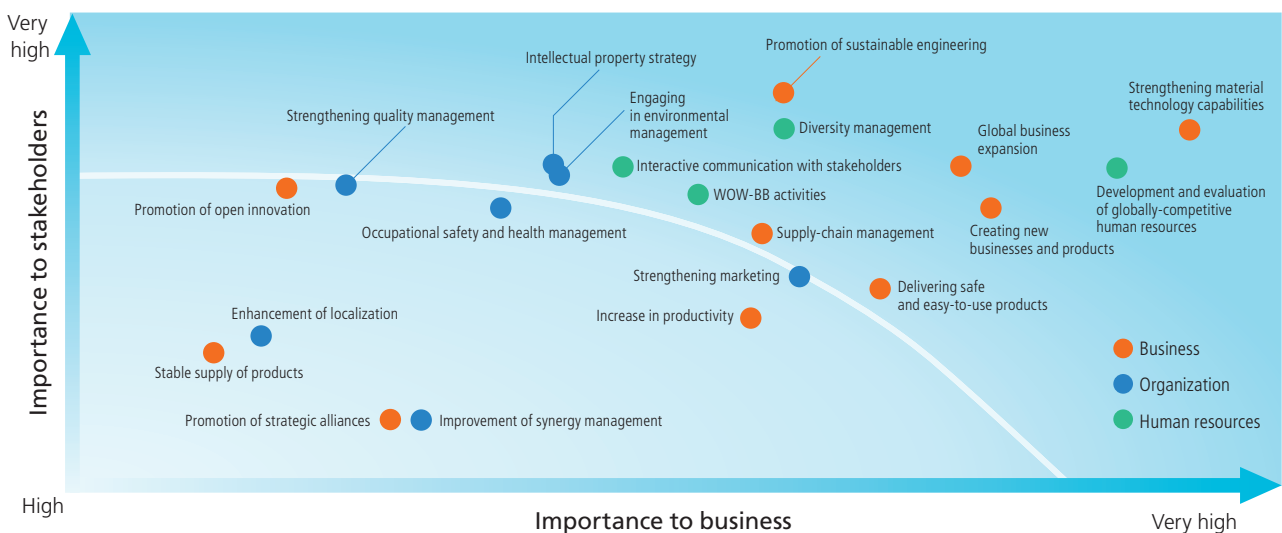 Very
high
Importance to stakeholders
High
Importance to business
Very high
Promotion of sustainable engineering
Intellectual property strategy
Strengthening material
technology capabilities
Engaging
in environmental
management
Strengthening quality management
Diversity management
Global business
expansion
Interactive communication with stakeholders
WOW-BB activities
Development and evaluation
of globally-competitive
human resources
Promotion of open innovation
Occupational safety and health management
Supply-chain management
Creating new
businesses and products
Strengthening marketing
Delivering safe
and easy-to-use products
Enhancement of localization
Increase in productivity
Stable supply of products
Promotion of strategic alliances
Improvement of synergy management
Business
Organization
Human resources